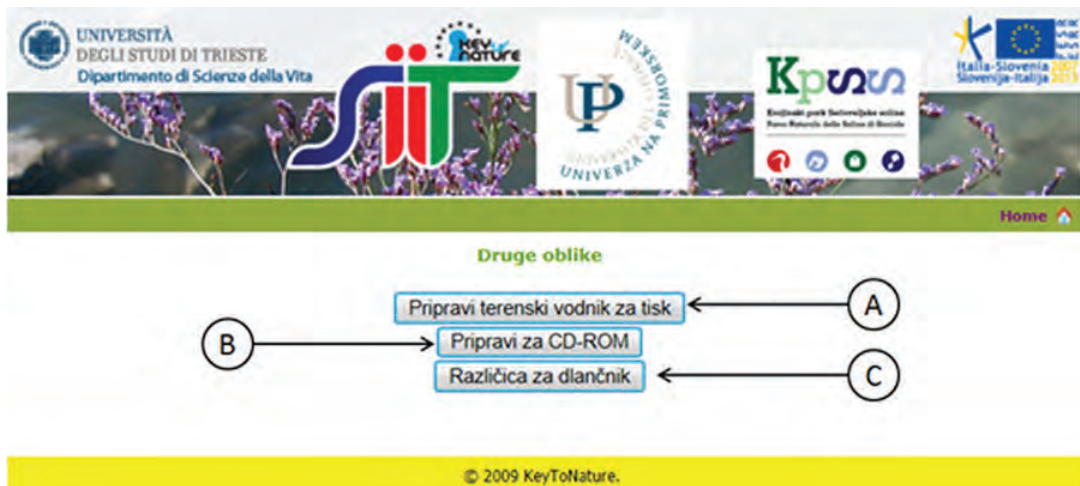 UNIVERSITÀ
DEGLI STUDI DI TRIESTE
Dipartimento di Scienze della Vita
KEY to NATURE
SiiT
UP
UNIVERZA NA PRIMORSKEM
Kpss
Krajinski park Sečoveljske soline
Parco Naturale delle Saline di Sicciole
Italia-Slovenia
Slovenija-Italija
2007
2013
Home
Druge oblike
Pripravi terenski vodnik za tisk
A
B
Pripravi za CD-ROM
Različica za dlančnik
C
© 2009 KeyToNature.